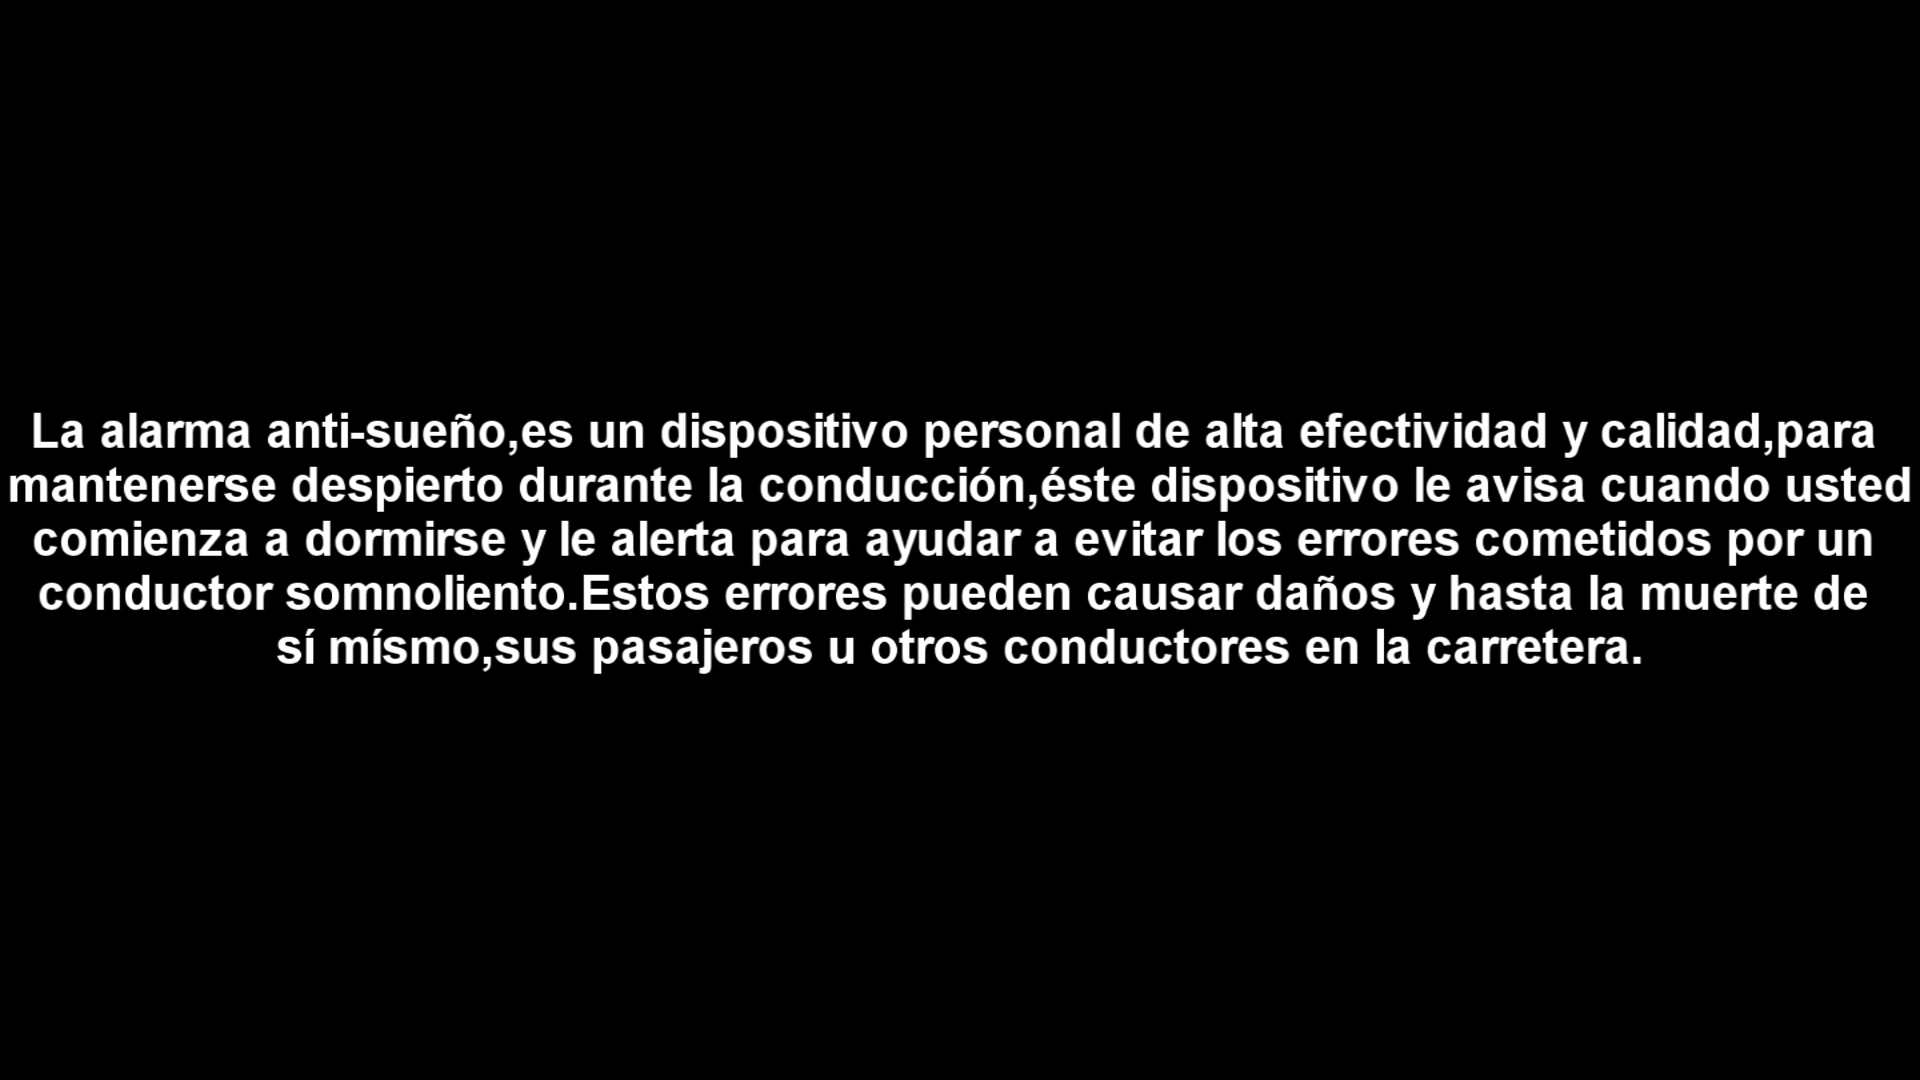 La alarma anti-sueño,es un dispositivo personal de alta efectividad y calidad,para
mantenerse despierto durante la conducción,éste dispositivo le avisa cuando usted
comienza a dormirse y le alerta para ayudar a evitar los errores cometidos por un
conductor somnoliento.Estos errores pueden causar daños y hasta la muerte de
sí mísmo,sus pasajeros u otros conductores en la carretera.